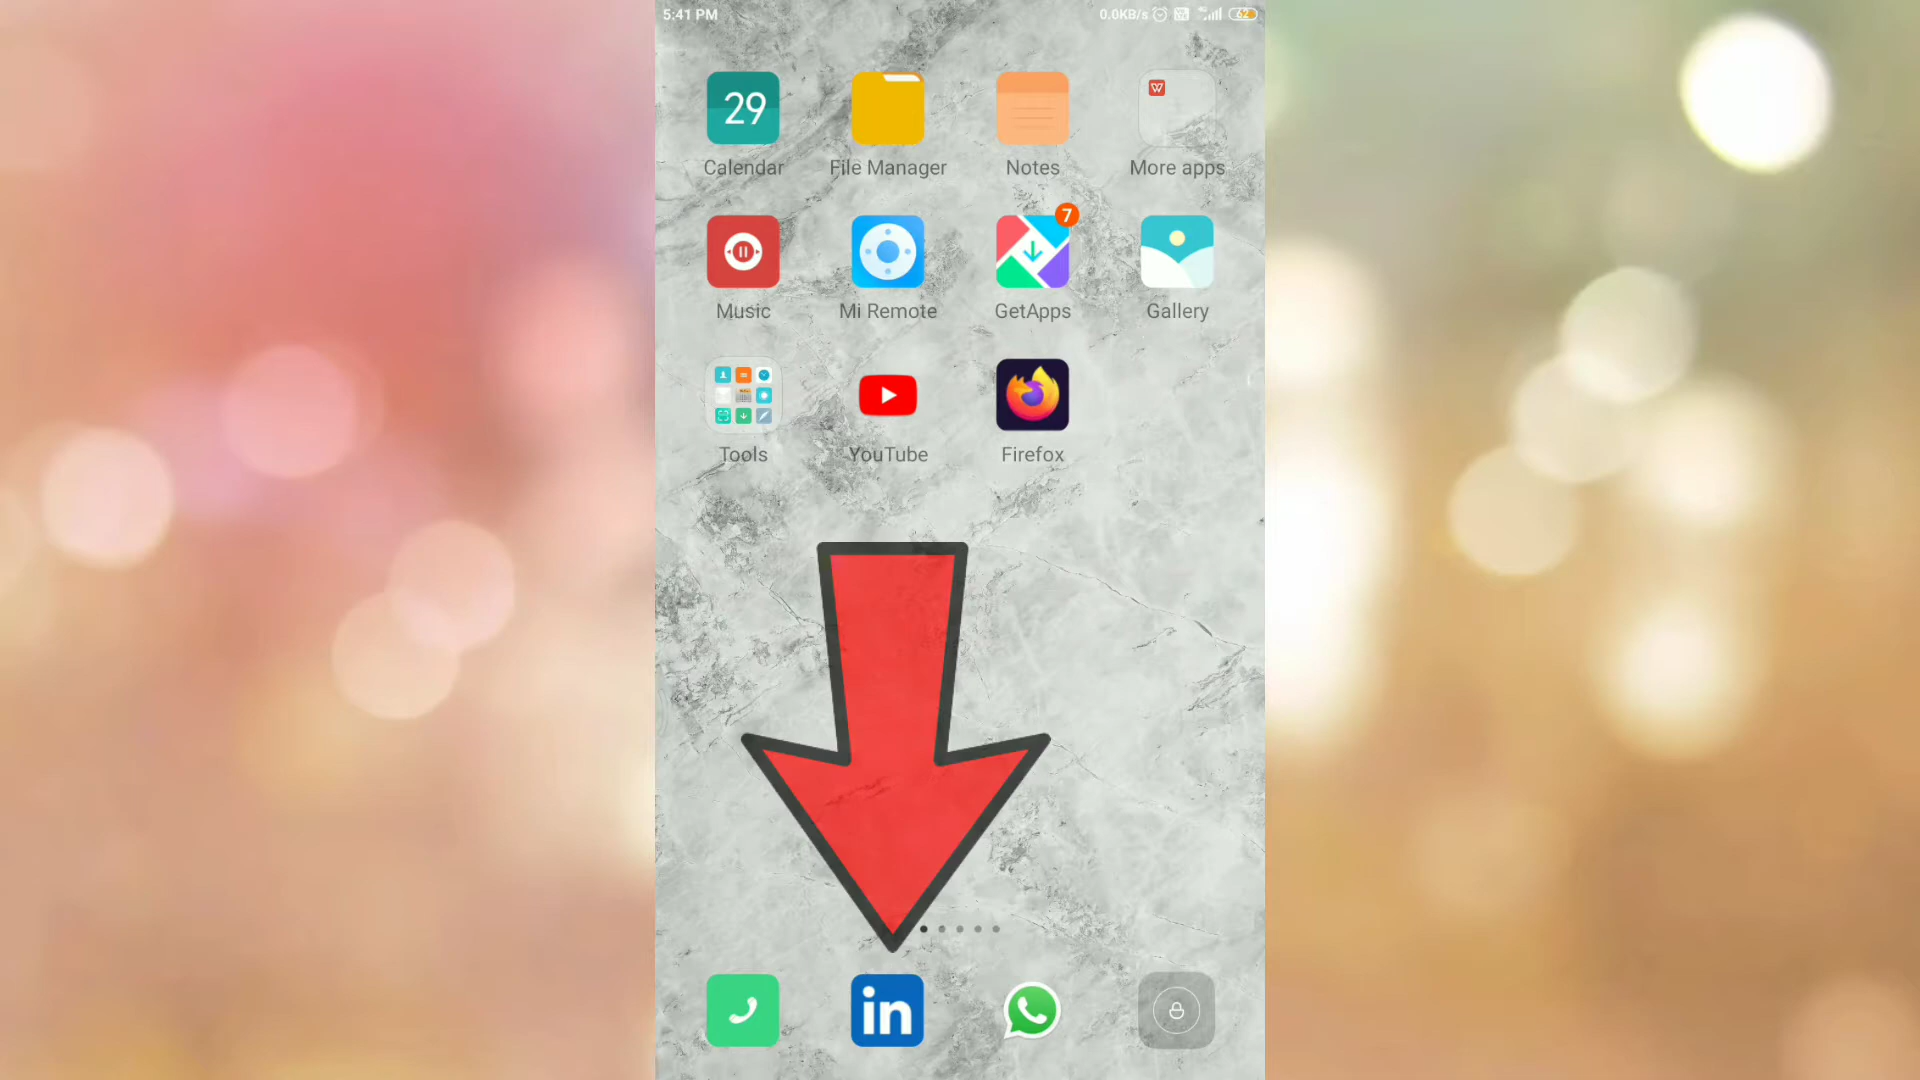 5:41 PM
0.0KB/s
62
29
Calendar
File Manager
Notes
W
More apps
7
Music
Mi Remote
GetApps
Gallery
Tools
YouTube
Firefox
in